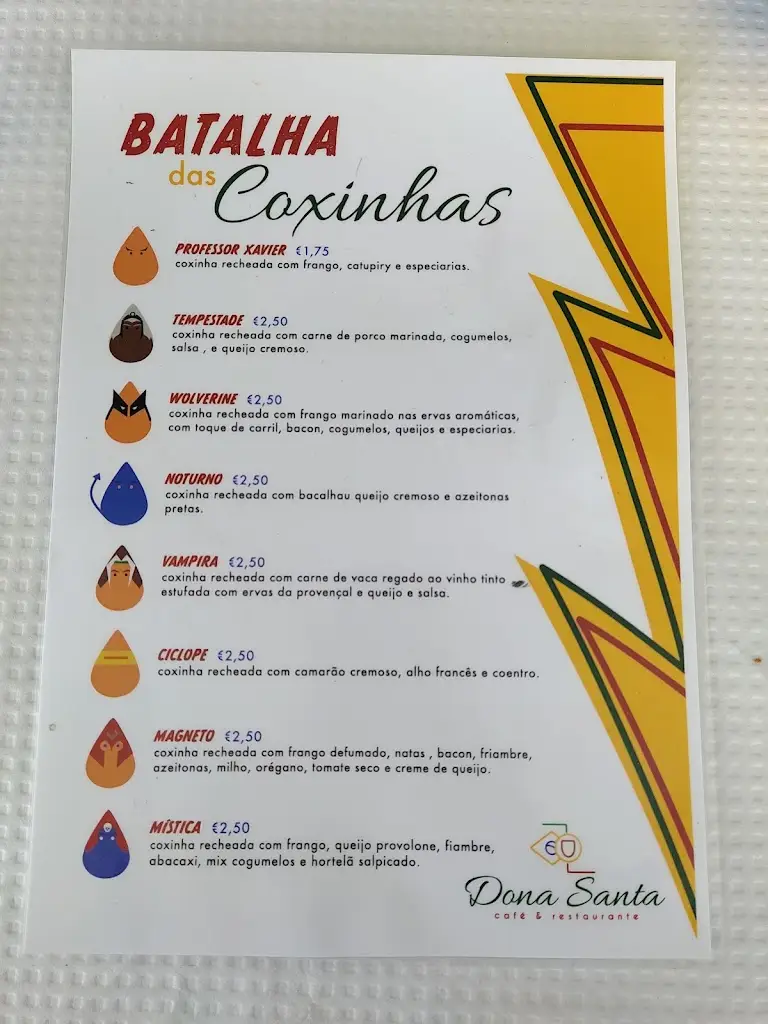 BATALHA
das Coxinhas
PROFESSOR XAVIER €1,75
coxinha recheada com frango, catupiry e especiarias.
TEMPESTADE €2,50
coxinha recheada com carne de porco marinada, cogumelos,
salsa , e queijo cremoso.
WOLVERINE €2,50
coxinha recheada com frango marinado nas ervas aromáticas,
com toque de carril, bacon, cogumelos, queijos e especiarias.
NOTURNO €2,50
coxinha recheada com bacalhau queijo cremoso e azeitonas
pretas.
VAMPIRA €2,50
coxinha recheada com carne de vaca regado ao vinho tinto
estufada com ervas da provençal e queijo e salsa.
CICLOPE €2,50
coxinha recheada com camarão cremoso, alho francês e coentro.
MAGNETO €2,50
coxinha recheada com frango defumado, natas , bacon, friambre,
azeitonas, milho, orégano, tomate seco e creme de queijo.
MÍSTICA €2,50
coxinha recheada com frango, queijo provolone, fiambre,
abacaxi, mix cogumelos e hortelã salpicado.
Dona Santa
café & restaurante